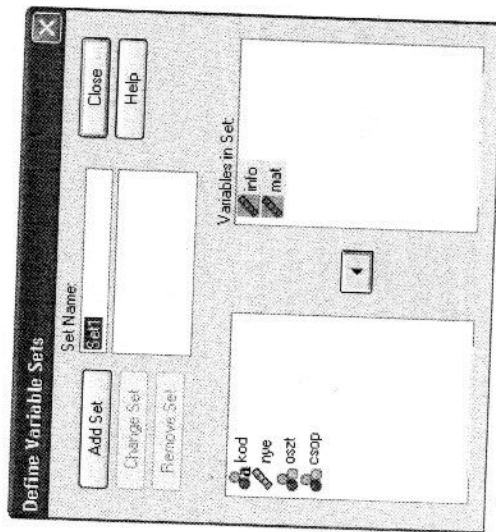 Define Variable Sets
Set Name:
Add Set
Set1
Close
Change Set
Help
Remove Set
Variables in Set:
kod
nye
oszt
csop
info
mat